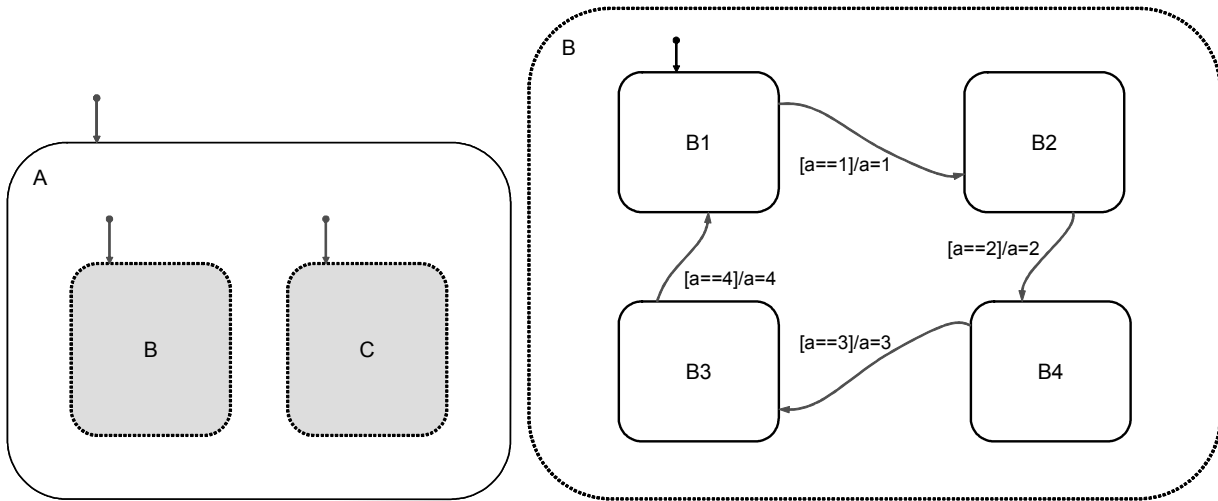 A
B
C
B
B1
B2
[a==1]/a=1
[a==2]/a=2
[a==4]/a=4
[a==3]/a=3
B3
B4